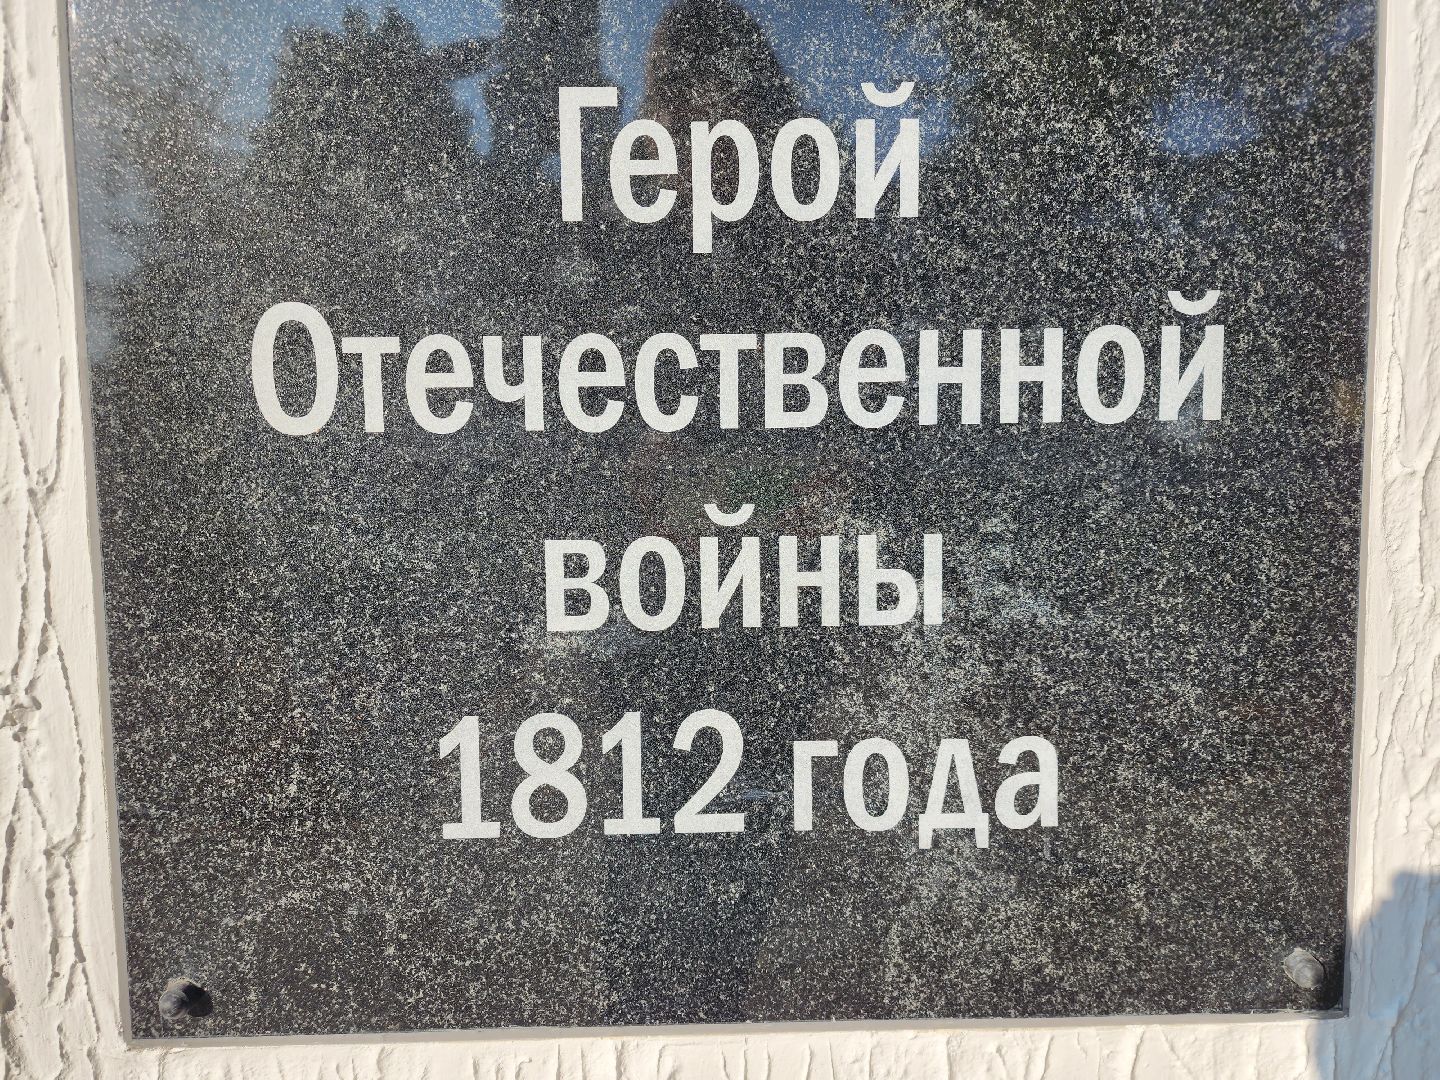 Герой
Отечественной
войны
1812 года